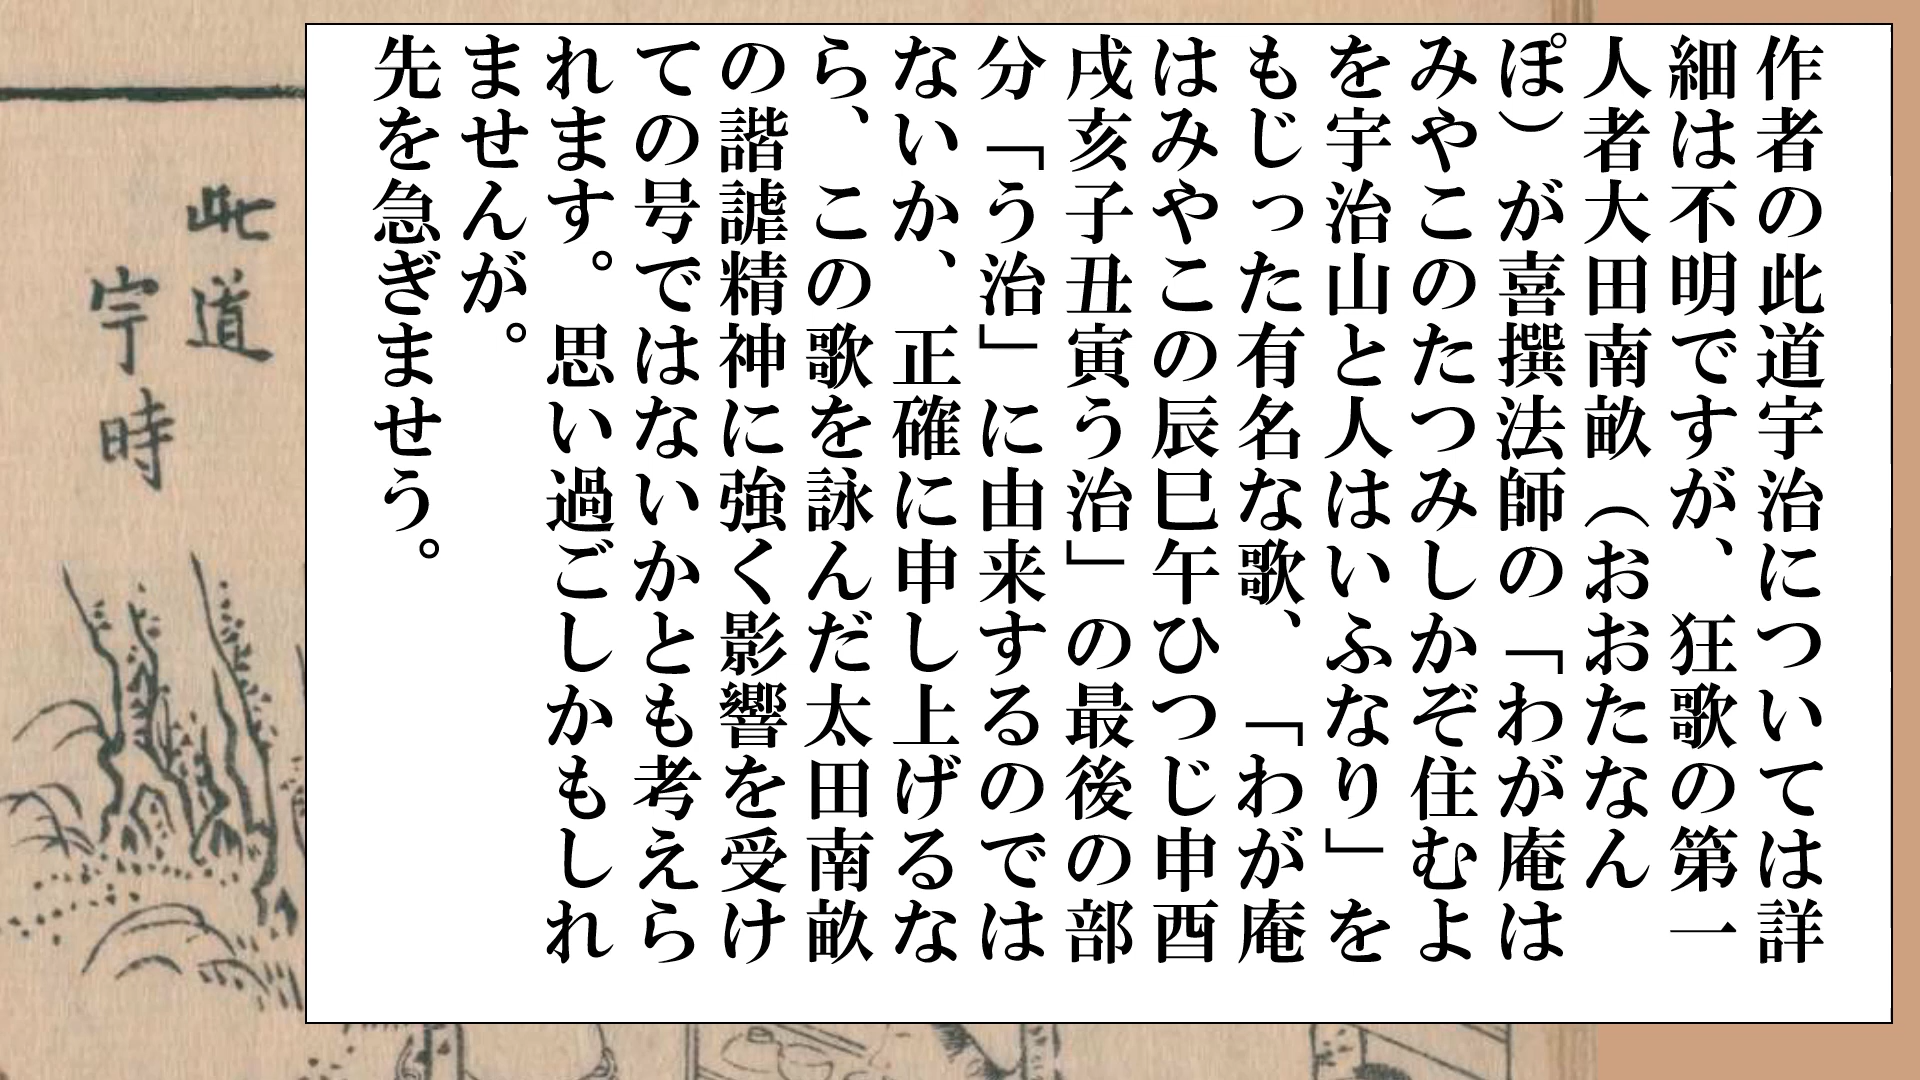 作者の此道宇治については詳
細は不明ですが、狂歌の第一
人者大田南畝（おおたなん
ぽ）が喜撰法師の「わが庵は
みやこのたつみしかぞ住むよ
を宇治山と人はいふなり」を
もじった有名な歌、「わが庵
はみやこの辰巳午ひつじ申酉
戌亥子丑寅う治」の最後の部
分「う治」に由来するのでは
ないか、正確に申し上げるな
ら、この歌を詠んだ太田南畝
の諧謔精神に強く影響を受け
ての号ではないかとも考えら
れます。思い過ごしかもしれ
ませんが。
先を急ぎませう。
此道
宇時